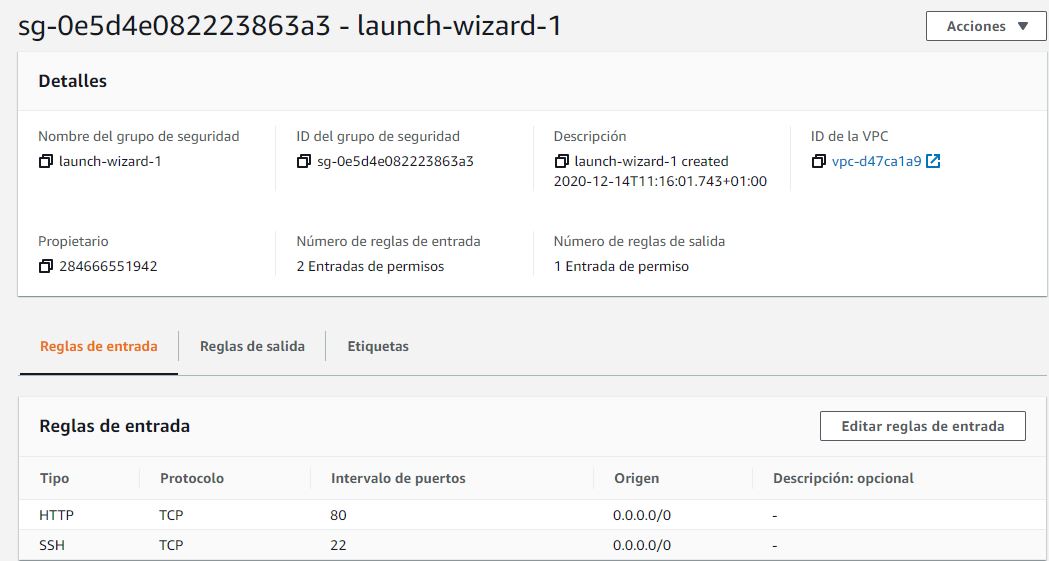 sg-0e5d4e082223863a3 - launch-wizard-1
Acciones
Detalles
Nombre del grupo de seguridad
launch-wizard-1
ID del grupo de seguridad
sg-0e5d4e082223863a3
Descripción
launch-wizard-1 created
2020-12-14T11:16:01.743+01:00
ID de la VPC
vpc-d47ca1a9
Propietario
284666551942
Número de reglas de entrada
2 Entradas de permisos
Número de reglas de salida
1 Entrada de permiso
Reglas de entrada
Reglas de salida
Etiquetas
Reglas de entrada
Editar reglas de entrada
Tipo Protocolo Intervalo de puertos Origen Descripción: opcional
HTTP TCP 80 0.0.0.0/0 -
SSH TCP 22 0.0.0.0/0 -